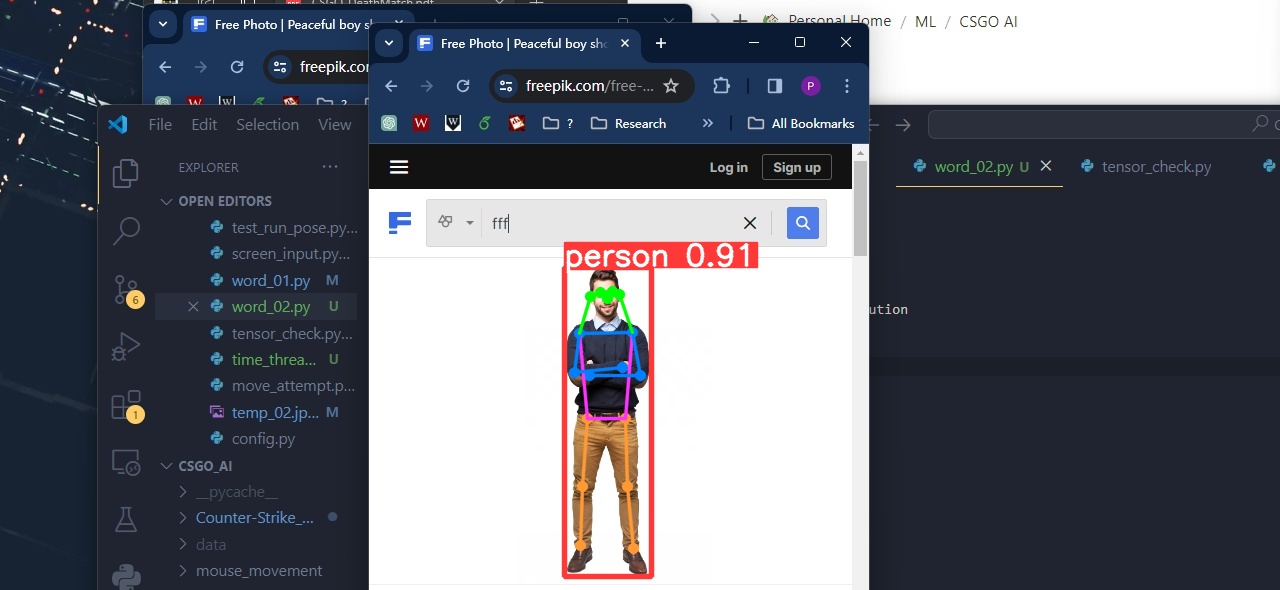 CSGO_DeathMatch.pdf
Free Photo | Peaceful boy sh
Personal Home / ML / CSGO AI
Free Photo | Peaceful boy sho
freepik.com
freepik.com/free-...
P
W W ? Research All Bookmarks
File Edit Selection View
EXPLORER
Log in Sign up
word_02.py U tensor_check.py
OPEN EDITORS
test_run_pose.py...
fff
screen_input.py...
person 0.91
word_01.py M
6
word_02.py U
ution
tensor_check.py...
time_threa... U
move_attempt.p...
1
temp_02.jp... M
config.py
CSGO_AI
__pycache__
Counter-Strike_...
data
mouse_movement